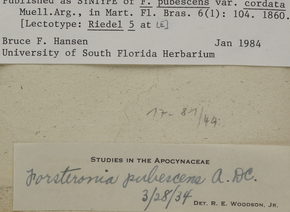 Published as SYNTYPE of F. pubescens var. cordata
Muell.Arg., in Mart. Fl. Bras. 6(1): 104. 1860.
[Lectotype: Riedel 5 at LE]
Bruce F. Hansen Jan 1984
University of South Florida Herbarium
STUDIES IN THE APOCYNACEAE
Forsteronia pubescens A. DC.
3/28/34
DET. R. E. WOODSON, JR.